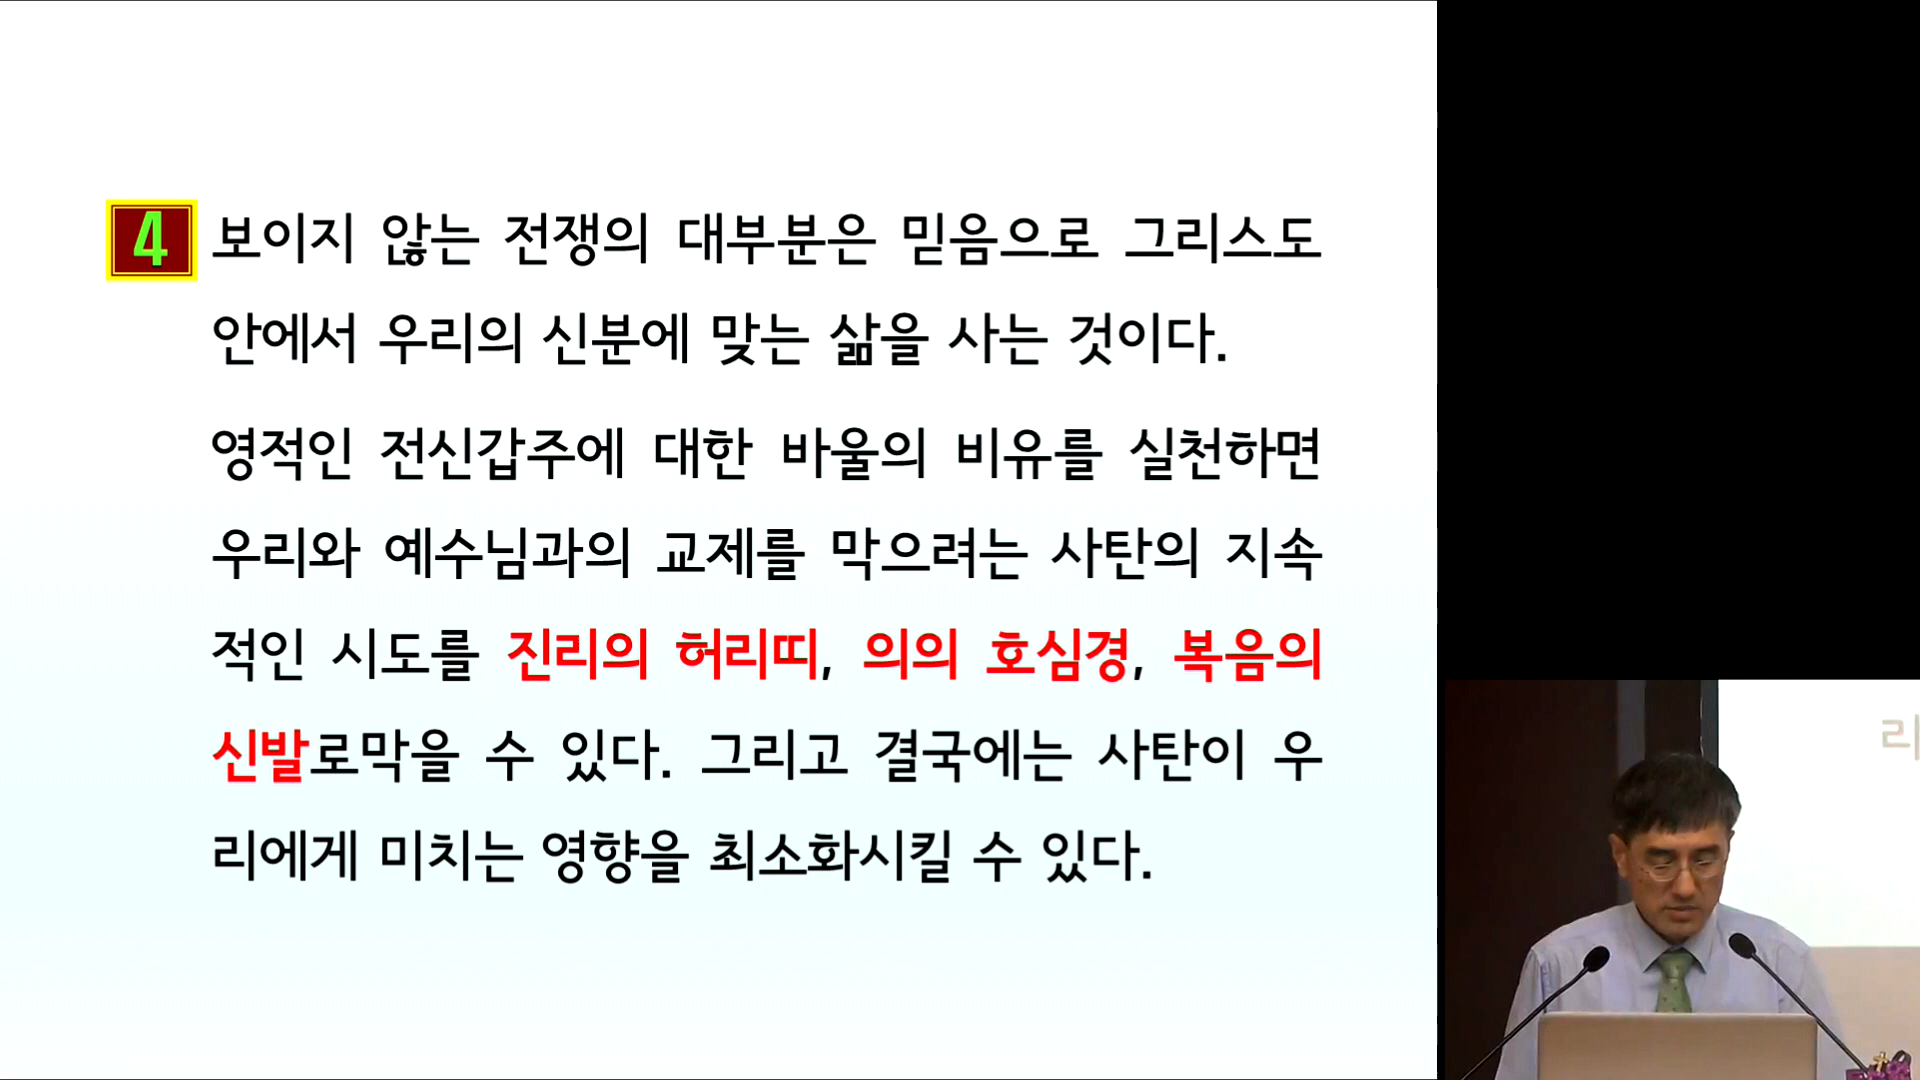 4 보이지 않는 전쟁의 대부분은 믿음으로 그리스도
안에서 우리의 신분에 맞는 삶을 사는 것이다.
영적인 전신갑주에 대한 바울의 비유를 실천하면
우리와 예수님과의 교제를 막으려는 사탄의 지속
적인 시도를 진리의 허리띠, 의의 호심경, 복음의
신발로막을 수 있다. 그리고 결국에는 사탄이 우
리에게 미치는 영향을 최소화시킬 수 있다.
리